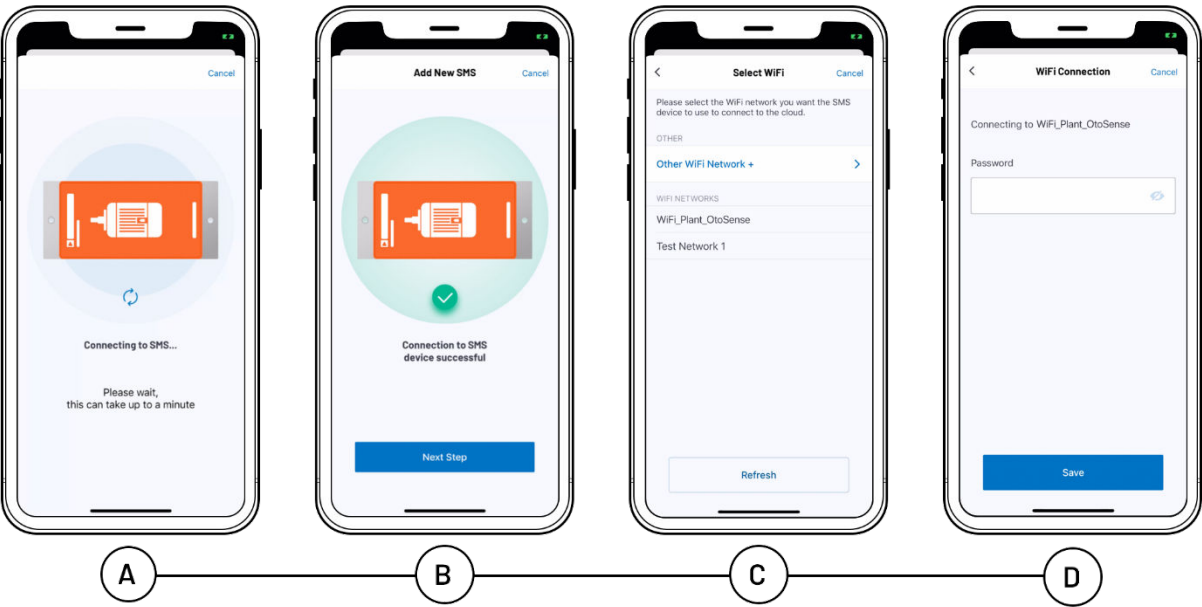 Cancel
Connecting to SMS...
Please wait,
this can take up to a minute
A
Add New SMS
Cancel
Connection to SMS
device successful
Next Step
B
Select WiFi
Cancel
Please select the WiFi network you want the SMS
device to use to connect to the cloud.
OTHER
Other WiFi Network +
WIFI NETWORKS
WiFi_Plant_OtoSense
Test Network 1
Refresh
C
WiFi Connection
Cancel
Connecting to WiFi_Plant_OtoSense
Password
Save
D